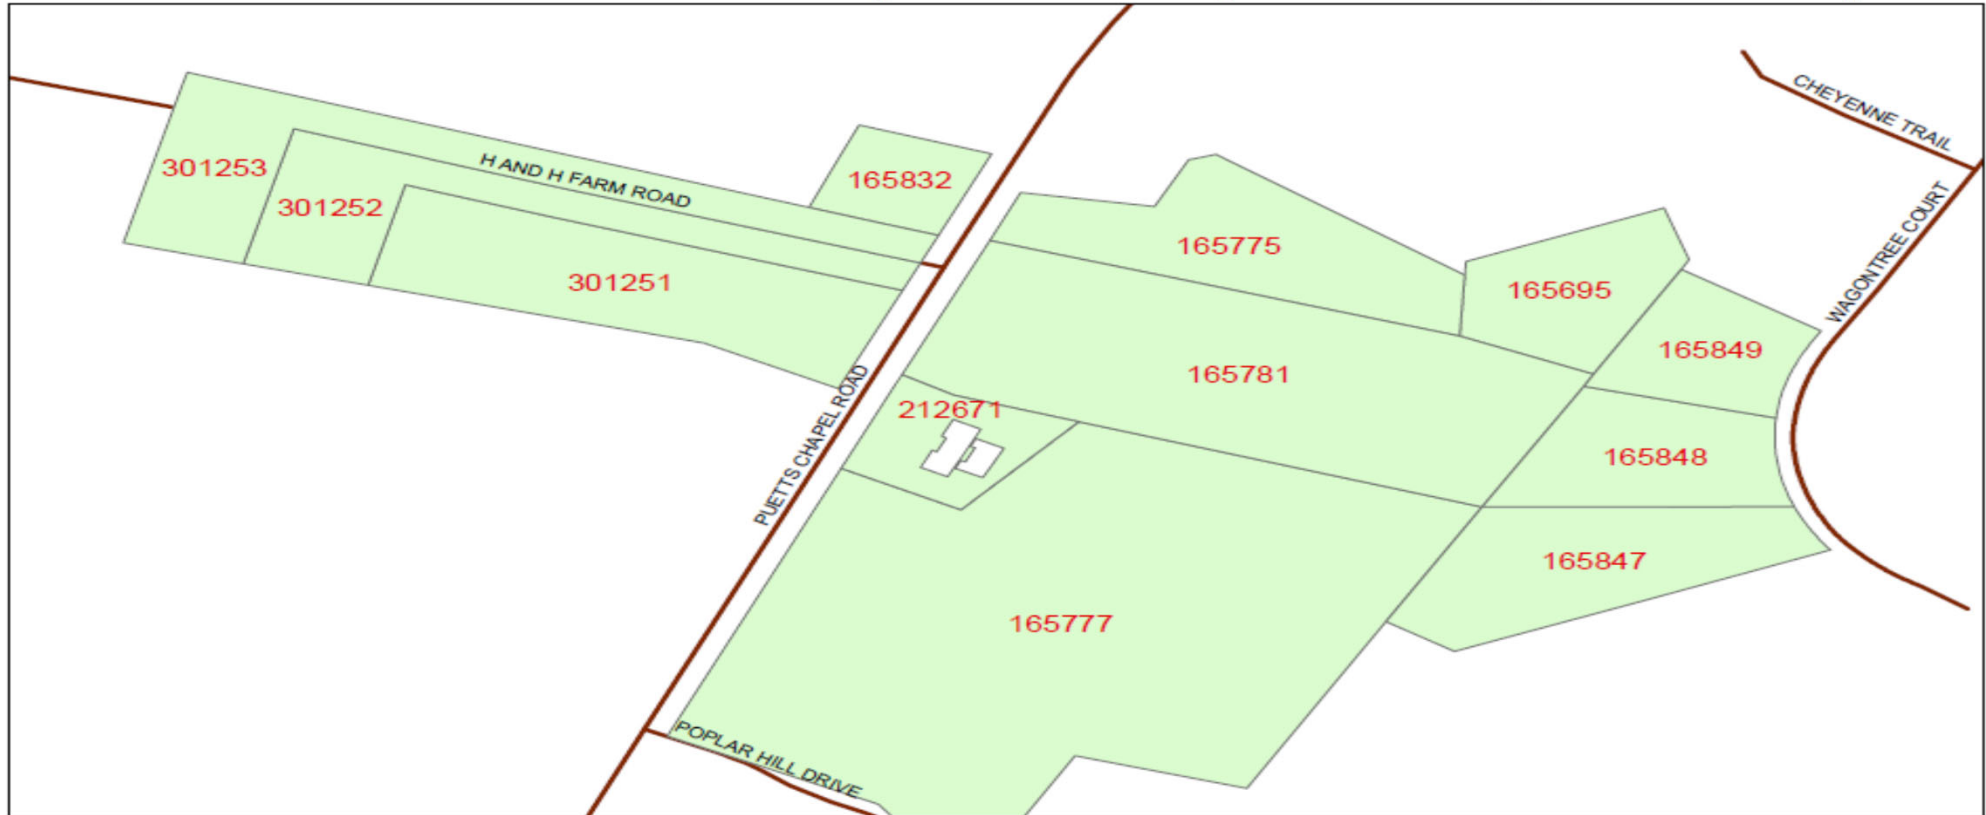 CHEYENNE TRAIL
301253
H AND H FARM ROAD
165832
301252
WAGONTREE COURT
165775
301251
165695
165849
165781
212671
PUETTS CHAPEL ROAD
165848
165847
165777
POPLAR HILL DRIVE